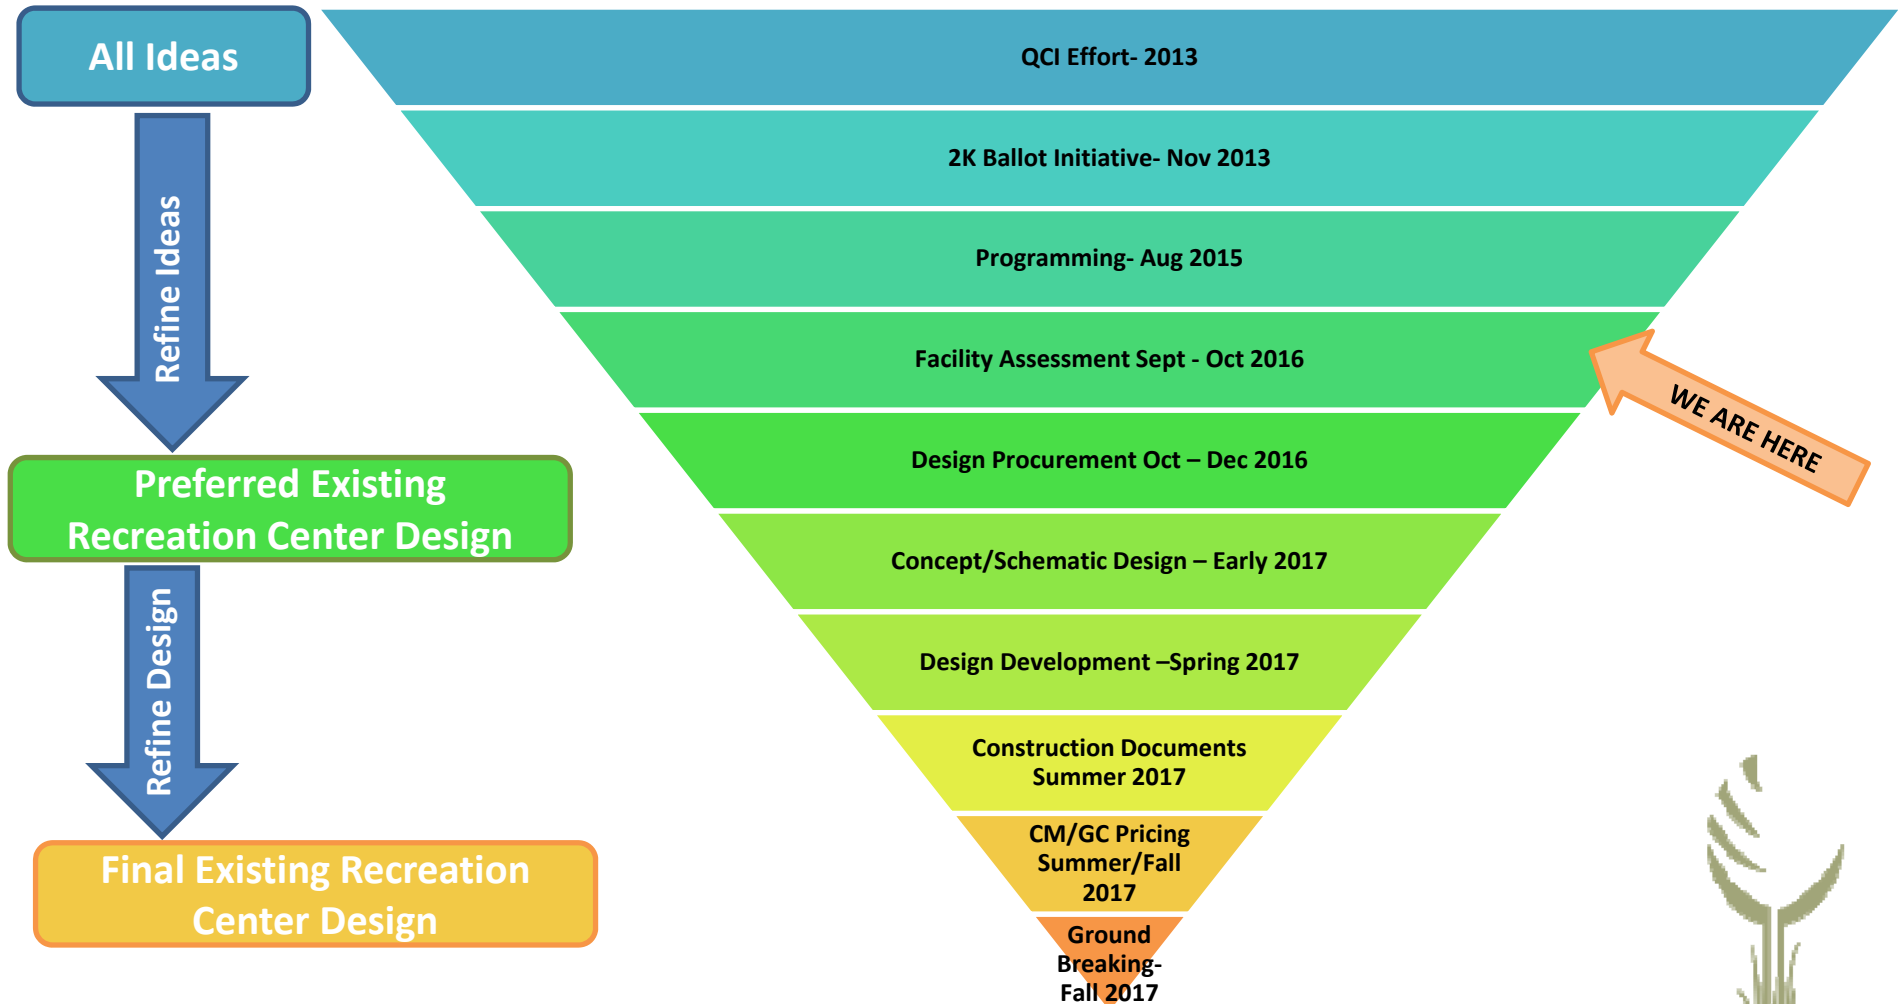 All Ideas
Refine Ideas
Preferred Existing
Recreation Center Design
Refine Design
Final Existing Recreation
Center Design
QCI Effort- 2013
2K Ballot Initiative- Nov 2013
Programming- Aug 2015
Facility Assessment Sept - Oct 2016
Design Procurement Oct – Dec 2016
Concept/Schematic Design – Early 2017
Design Development –Spring 2017
Construction Documents
Summer 2017
CM/GC Pricing
Summer/Fall
2017
Ground
Breaking-
Fall 2017
WE ARE HERE